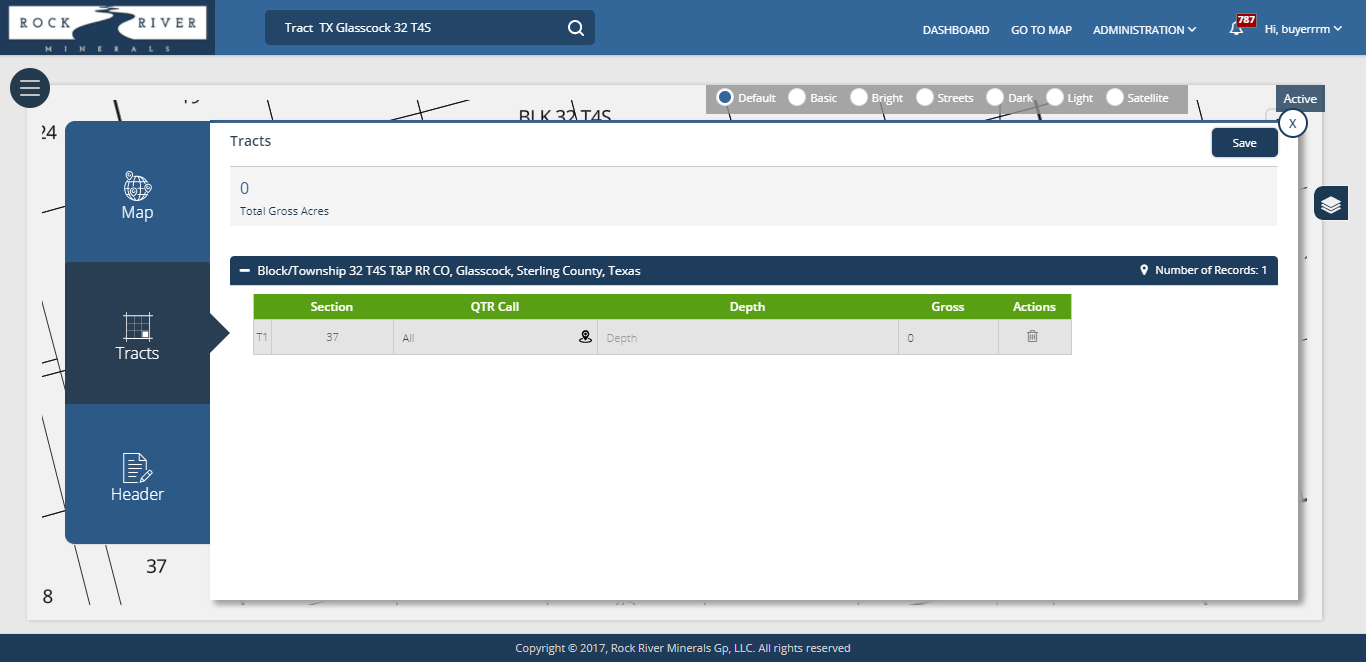 ROCK RIVER
MINERALS
Tract TX Glasscock 32 T4S
DASHBOARD GO TO MAP ADMINISTRATION 787 Hi, buyerrrm
Default Basic Bright Streets Dark Light Satellite
Active
BLK 32 T4S
24
X
Tracts
Save
Map
0
Total Gross Acres
Block/Township 32 T4S T&P RR CO, Glasscock, Sterling County, Texas
Number of Records: 1
Section QTR Call Depth Gross Actions
T1 37 All Depth 0
Tracts
Header
37
8
Copyright © 2017, Rock River Minerals Gp, LLC. All rights reserved